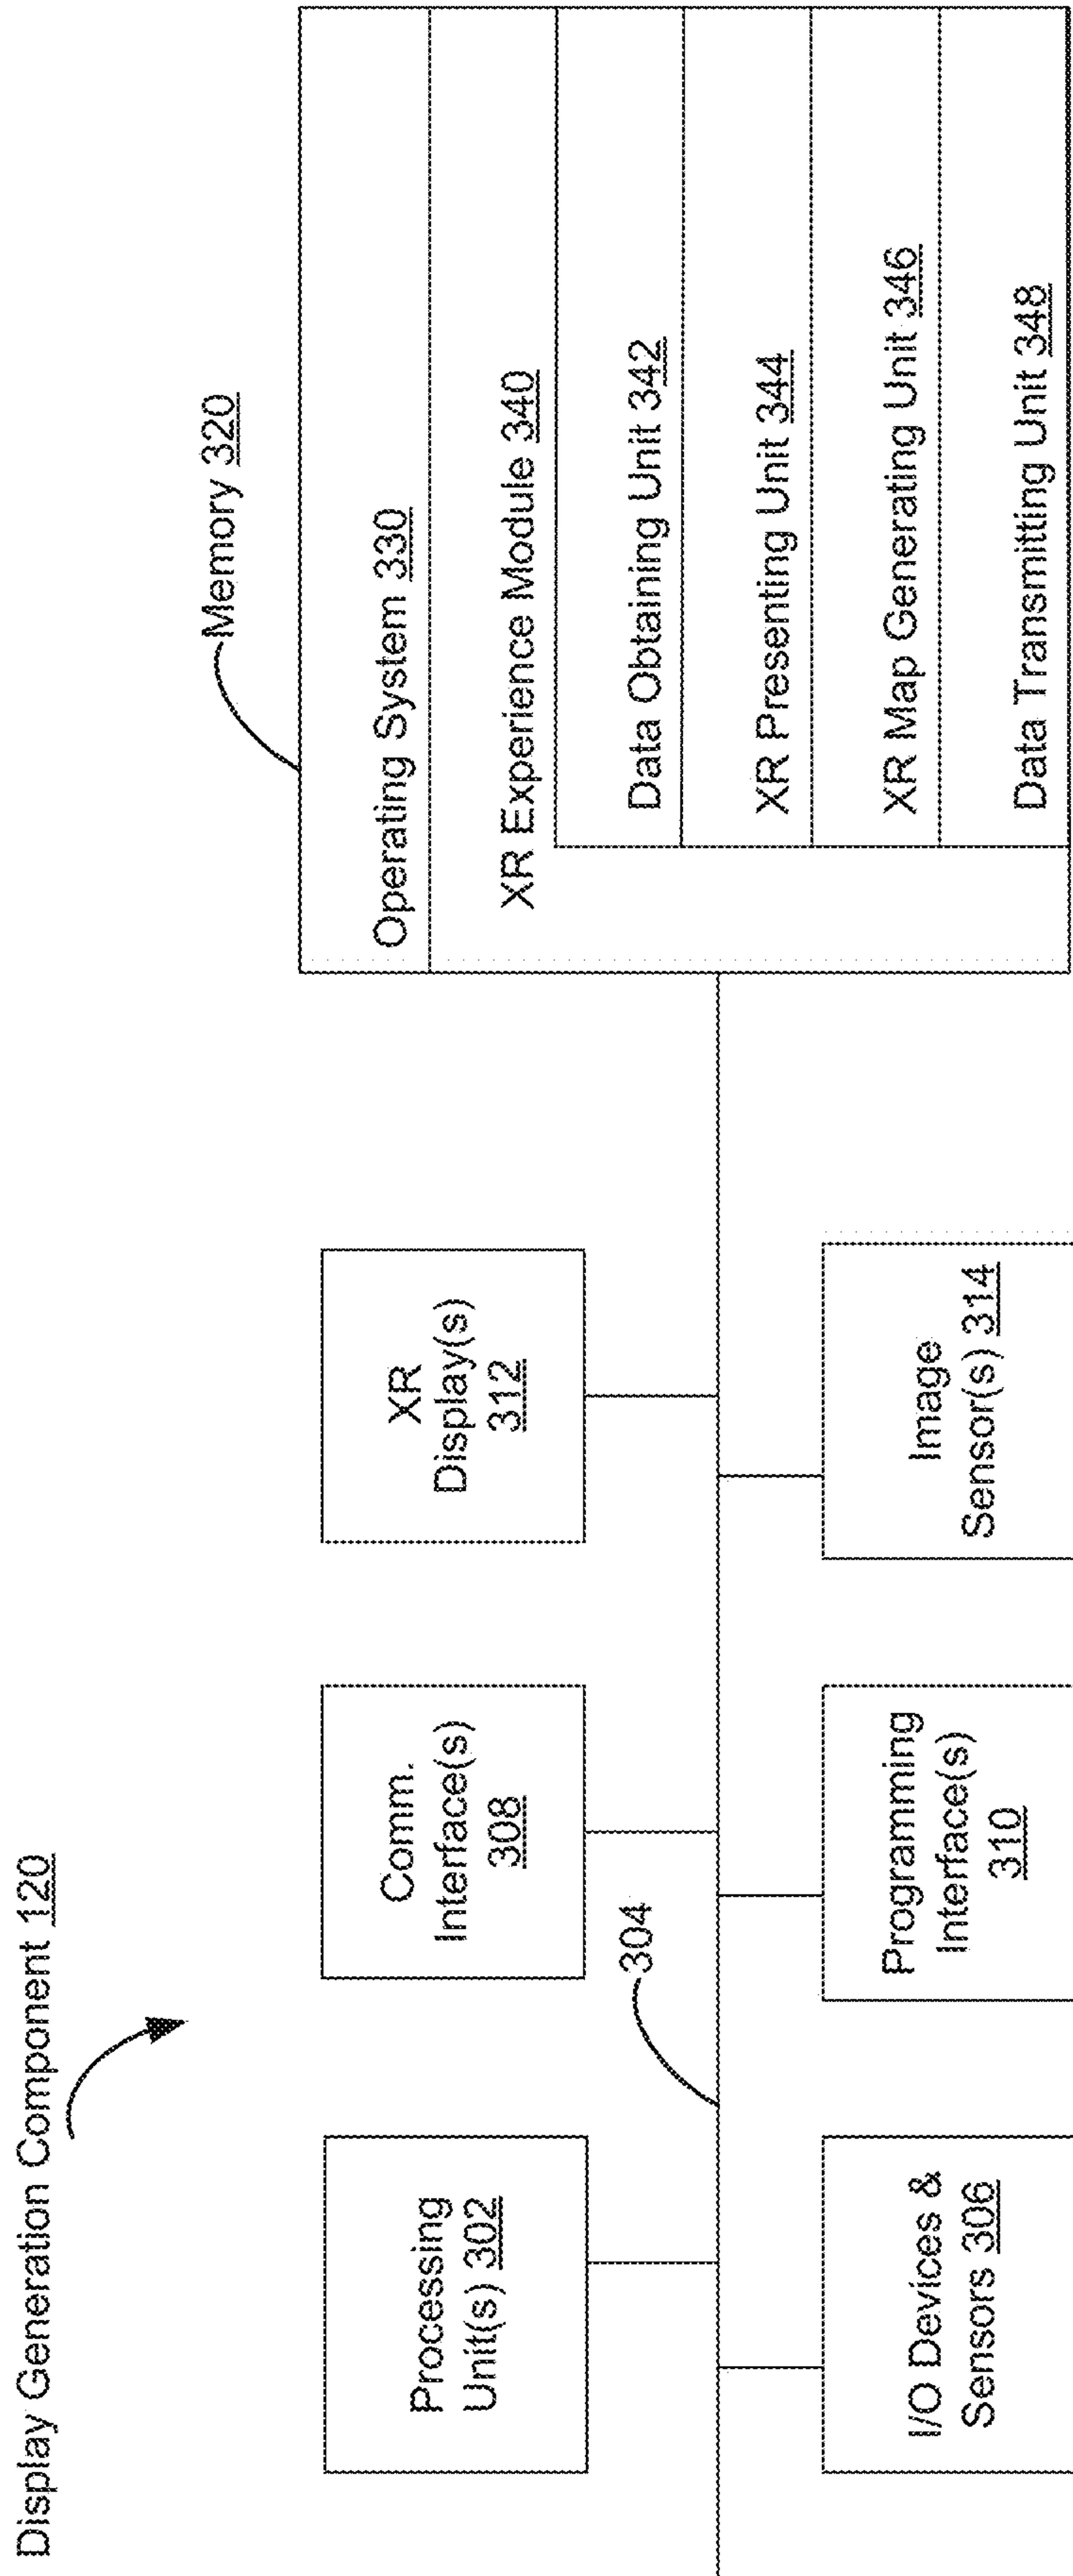 Display Generation Component 120
Memory 320
Processing
Unit(s) 302
Comm.
Interface(s)
308
XR
Display(s)
312
304
I/O Devices &
Sensors 306
Programming
Interface(s)
310
Image
Sensor(s) 314
Operating System 330
XR Experience Module 340
Data Obtaining Unit 342
XR Presenting Unit 344
XR Map Generating Unit 346
Data Transmitting Unit 348